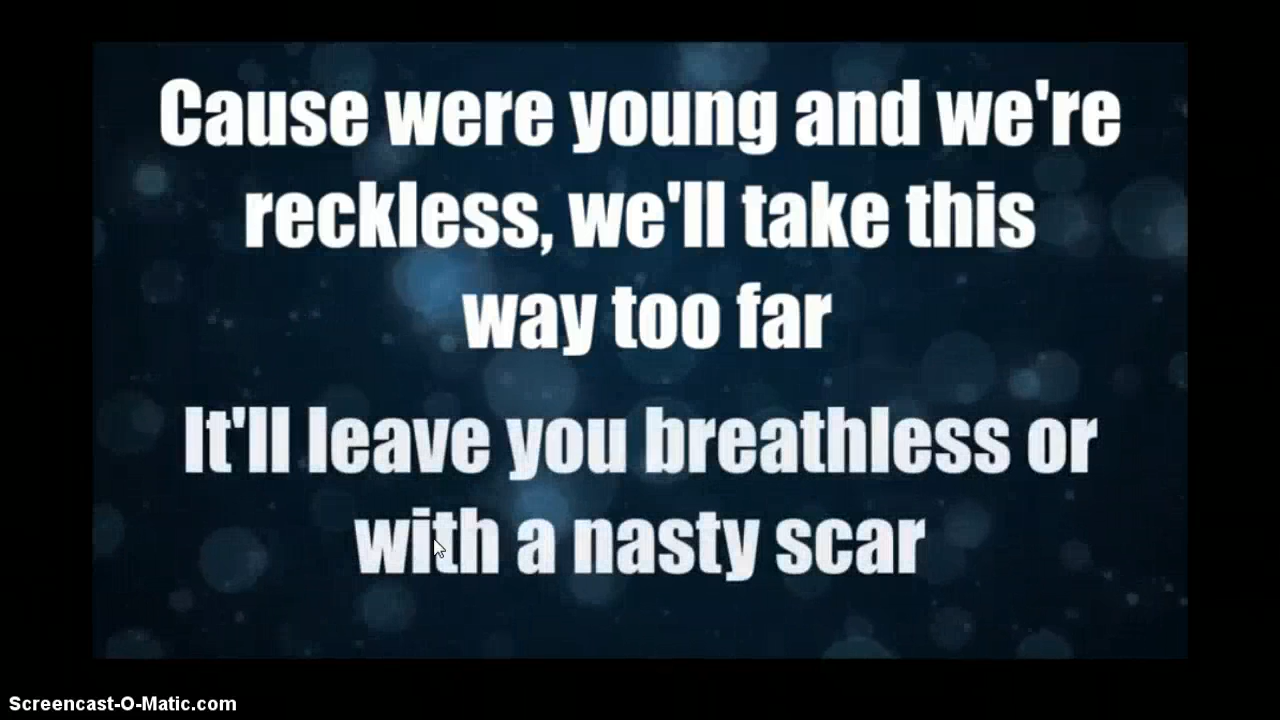 Cause were young and we're
reckless, we'll take this
way too far
It'll leave you breathless or
with a nasty scar
Screencast-O-Matic.com